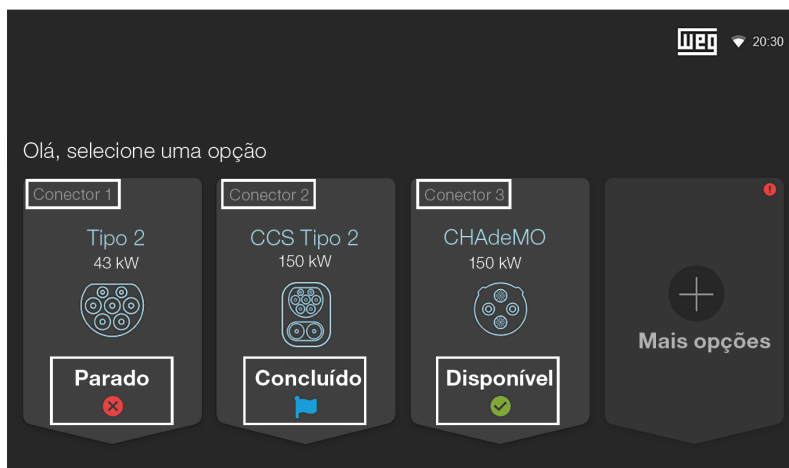 weg 20:30
Olá, selecione uma opção
Conector 1
Tipo 2
43 kW
Parado
Conector 2
CCS Tipo 2
150 kW
Concluído
Conector 3
CHAdeMO
150 kW
Disponível
Mais opções